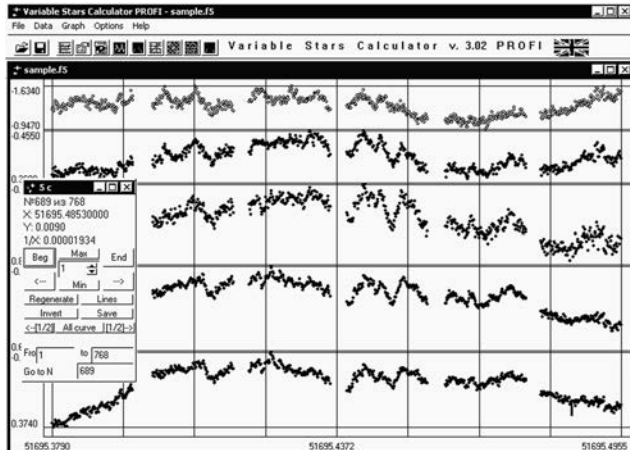 Variable Stars Calculator PROFI - sample.f5
File Data Graph Options Help
Variable Stars Calculator v. 3.02 PROFI
sample.f5
-1.6340
-0.9470
-0.4550
5 c
№689 из 768
X: 51695.48530000
Y: 0.0090
1/X: 0.00001934
Beg
Max
End
1
<--
Min
-->
Regenerate
Lines
Invert
Save
<-[1/2]
All curve
[1/2]->
Fro
1
to
768
Go to N
689
0.3740
51695.3790
51695.4372
51695.4955